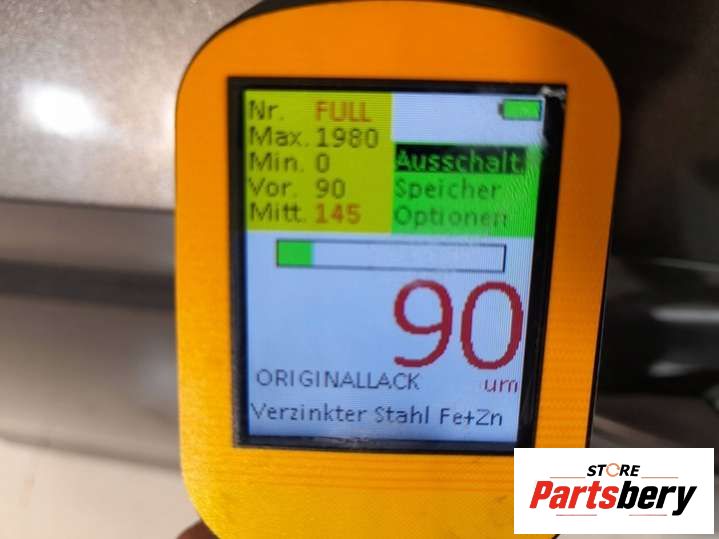 Nr. FULL
Max. 1980
Min. 0
Vor. 90
Mitt. 145
Ausschalt.
Speicher
Optionen
90
um
ORIGINALLACK
Verzinkter Stahl Fe+Zn
STORE
Partsbery